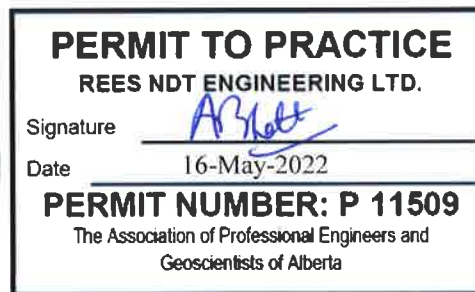 PERMIT TO PRACTICE
REES NDT ENGINEERING LTD.
Signature
Date 16-May-2022
PERMIT NUMBER: P 11509
The Association of Professional Engineers and
Geoscientists of Alberta